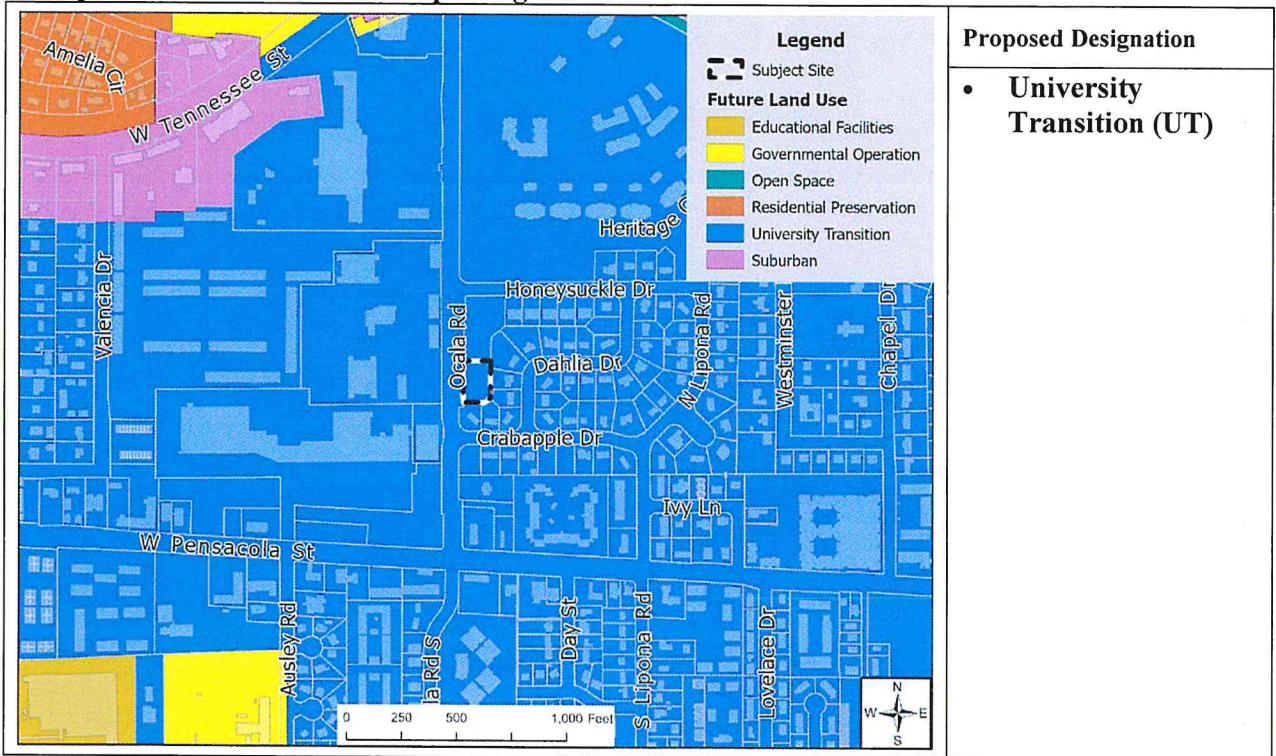 Legend
Subject Site
Future Land Use
Educational Facilities
Governmental Operation
Open Space
Residential Preservation
University Transition
Suburban
Amelia Cir
W Tennessee St
Heritage
Honeysuckle Dr
Valencia Dr
Ocala Rd
Dahlia Dr
N Lipona Rd
Westminster
Chapel Dr
Crabapple Dr
Ivy Ln
W Pensacola St
Ausley Rd
la Rd S
Day St
S Lipona Rd
Lovelace Dr
0 250 500 1,000 Feet
N
W E
S
Proposed Designation
• University
Transition (UT)